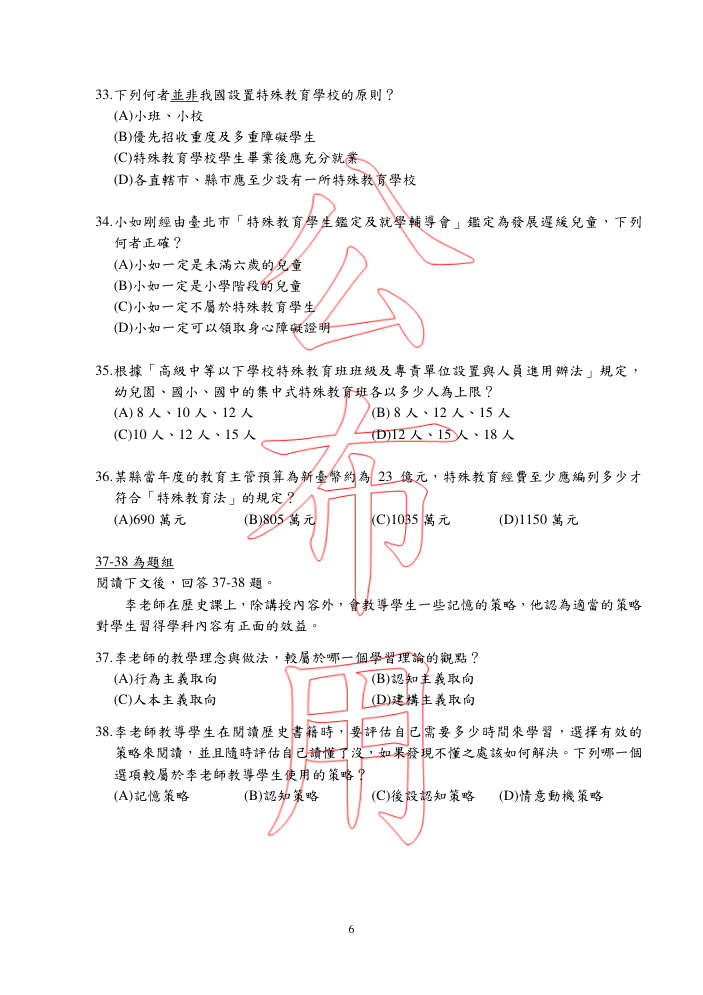 33.下列何者並非我國設置特殊教育學校的原則？
(A)小班、小校
(B)優先招收重度及多重障礙學生
(C)特殊教育學校學生畢業後應充分就業
(D)各直轄市、縣市應至少設有一所特殊教育學校
34.小如剛經由臺北市「特殊教育學生鑑定及就學輔導會」鑑定為發展遲緩兒童，下列
何者正確？
(A)小如一定是未滿六歲的兒童
(B)小如一定是小學階段的兒童
(C)小如一定不屬於特殊教育學生
(D)小如一定可以領取身心障礙證明
35.根據「高級中等以下學校特殊教育班班級及專責單位設置與人員進用辦法」規定，
幼兒園、國小、國中的集中式特殊教育班各以多少人為上限？
(A) 8 人、10 人、12 人 (B) 8 人、12 人、15 人
(C)10 人、12 人、15 人 (D)12 人、15 人、18 人
36.某縣當年度的教育主管預算為新臺幣約為 23 億元，特殊教育經費至少應編列多少才
符合「特殊教育法」的規定？
(A)690 萬元 (B)805 萬元 (C)1035 萬元 (D)1150 萬元
37-38 為題組
閱讀下文後，回答 37-38 題。
李老師在歷史課上，除講授內容外，會教導學生一些記憶的策略，他認為適當的策略
對學生習得學科內容有正面的效益。
37.李老師的教學理念與做法，較屬於哪一個學習理論的觀點？
(A)行為主義取向 (B)認知主義取向
(C)人本主義取向 (D)建構主義取向
38.李老師教導學生在閱讀歷史書籍時，要評估自己需要多少時間來學習，選擇有效的
策略來閱讀，並且隨時評估自己讀懂了沒，如果發現不懂之處該如何解決。下列哪一個
選項較屬於李老師教導學生使用的策略？
(A)記憶策略 (B)認知策略 (C)後設認知策略 (D)情意動機策略
6
公布用